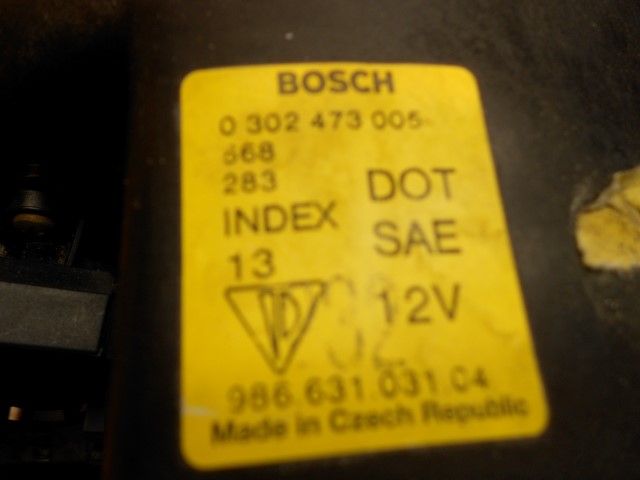 BOSCH
0 302 473 005
283
INDEX
13
DOT
SAE
12V
986.631.031.04
Made in Czech Republic